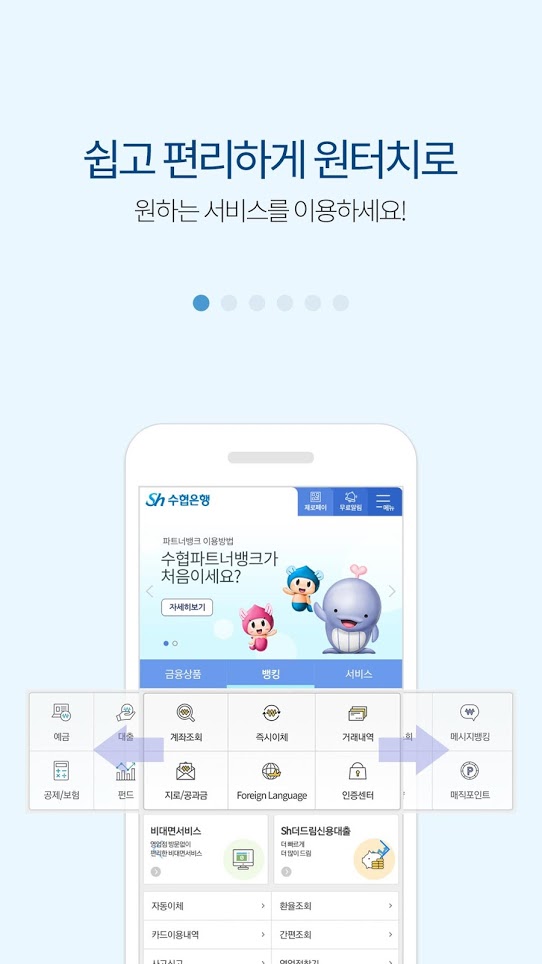 쉽고 편리하게 원터치로
원하는 서비스를 이용하세요!
Sh 수협은행
제로페이 무료알림 메뉴
파트너뱅크 이용방법
수협파트너뱅크가
처음이세요?
자세히보기
금융상품 뱅킹 서비스
예금 대출 계좌조회 즉시이체 거래내역 회 메시지뱅킹
공제/보험 펀드 지로/공과금 Foreign Language 인증센터 매직포인트
비대면서비스
영업점 방문없이
편리한 비대면서비스
Sh더드림신용대출
더 빠르게
더 많이 드림
자동이체 환율조회
카드이용내역 간편조회
사고신고 영업점찾기